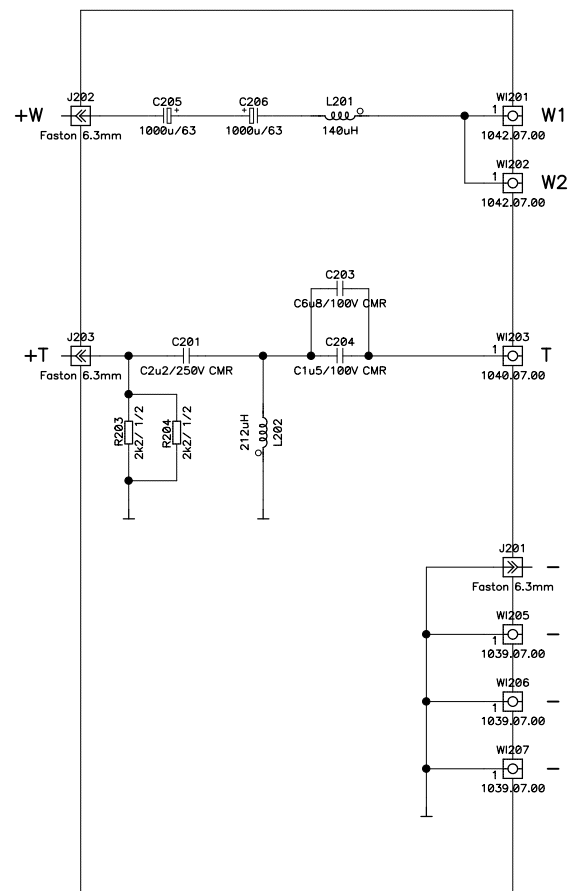 J202 C205 C206 L201 WI201
+W + + 1 W1
Faston 6.3mm 1000u/63 1000u/63 140uH 1042.07.00
WI202
1 W2
1042.07.00
C203
C6u8/100V CMR
J203 C201 C204 WI203
+T 1 T
Faston 6.3mm C2u2/250V CMR C1u5/100V CMR 1040.07.00
R203
2k2/ 1/2
R204
2k2/ 1/2
212uH
L202
J201
–
Faston 6.3mm
WI205
1 –
1039.07.00
WI206
1 –
1039.07.00
WI207
1 –
1039.07.00